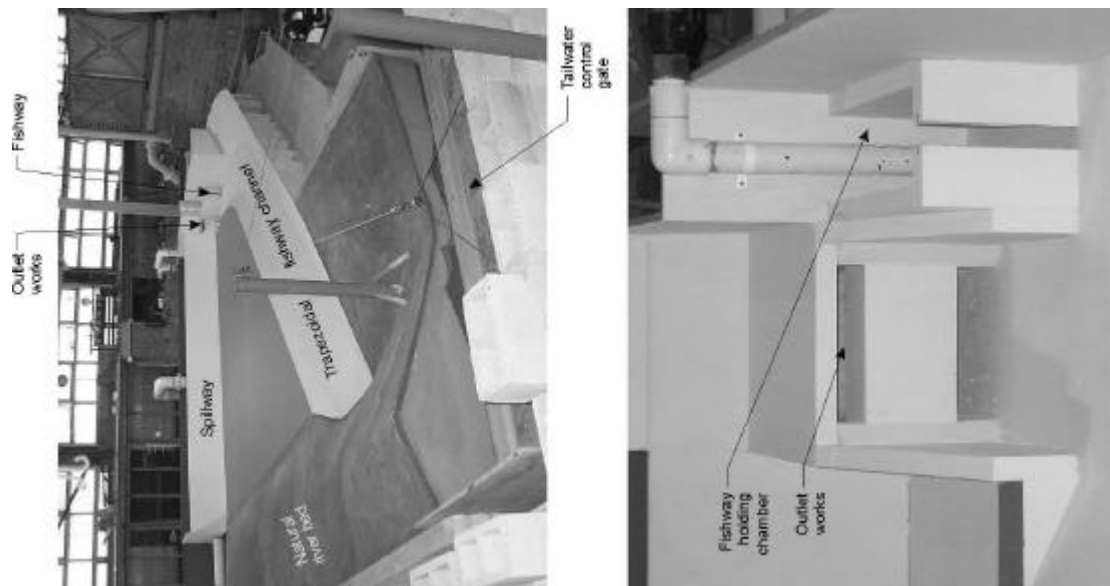 Outlet
works
Fishway
Spillway
Trapezoidal
fishway channel
Natural
river bed
Tailwater
control
gate
Fishway
holding
chamber
Outlet
works